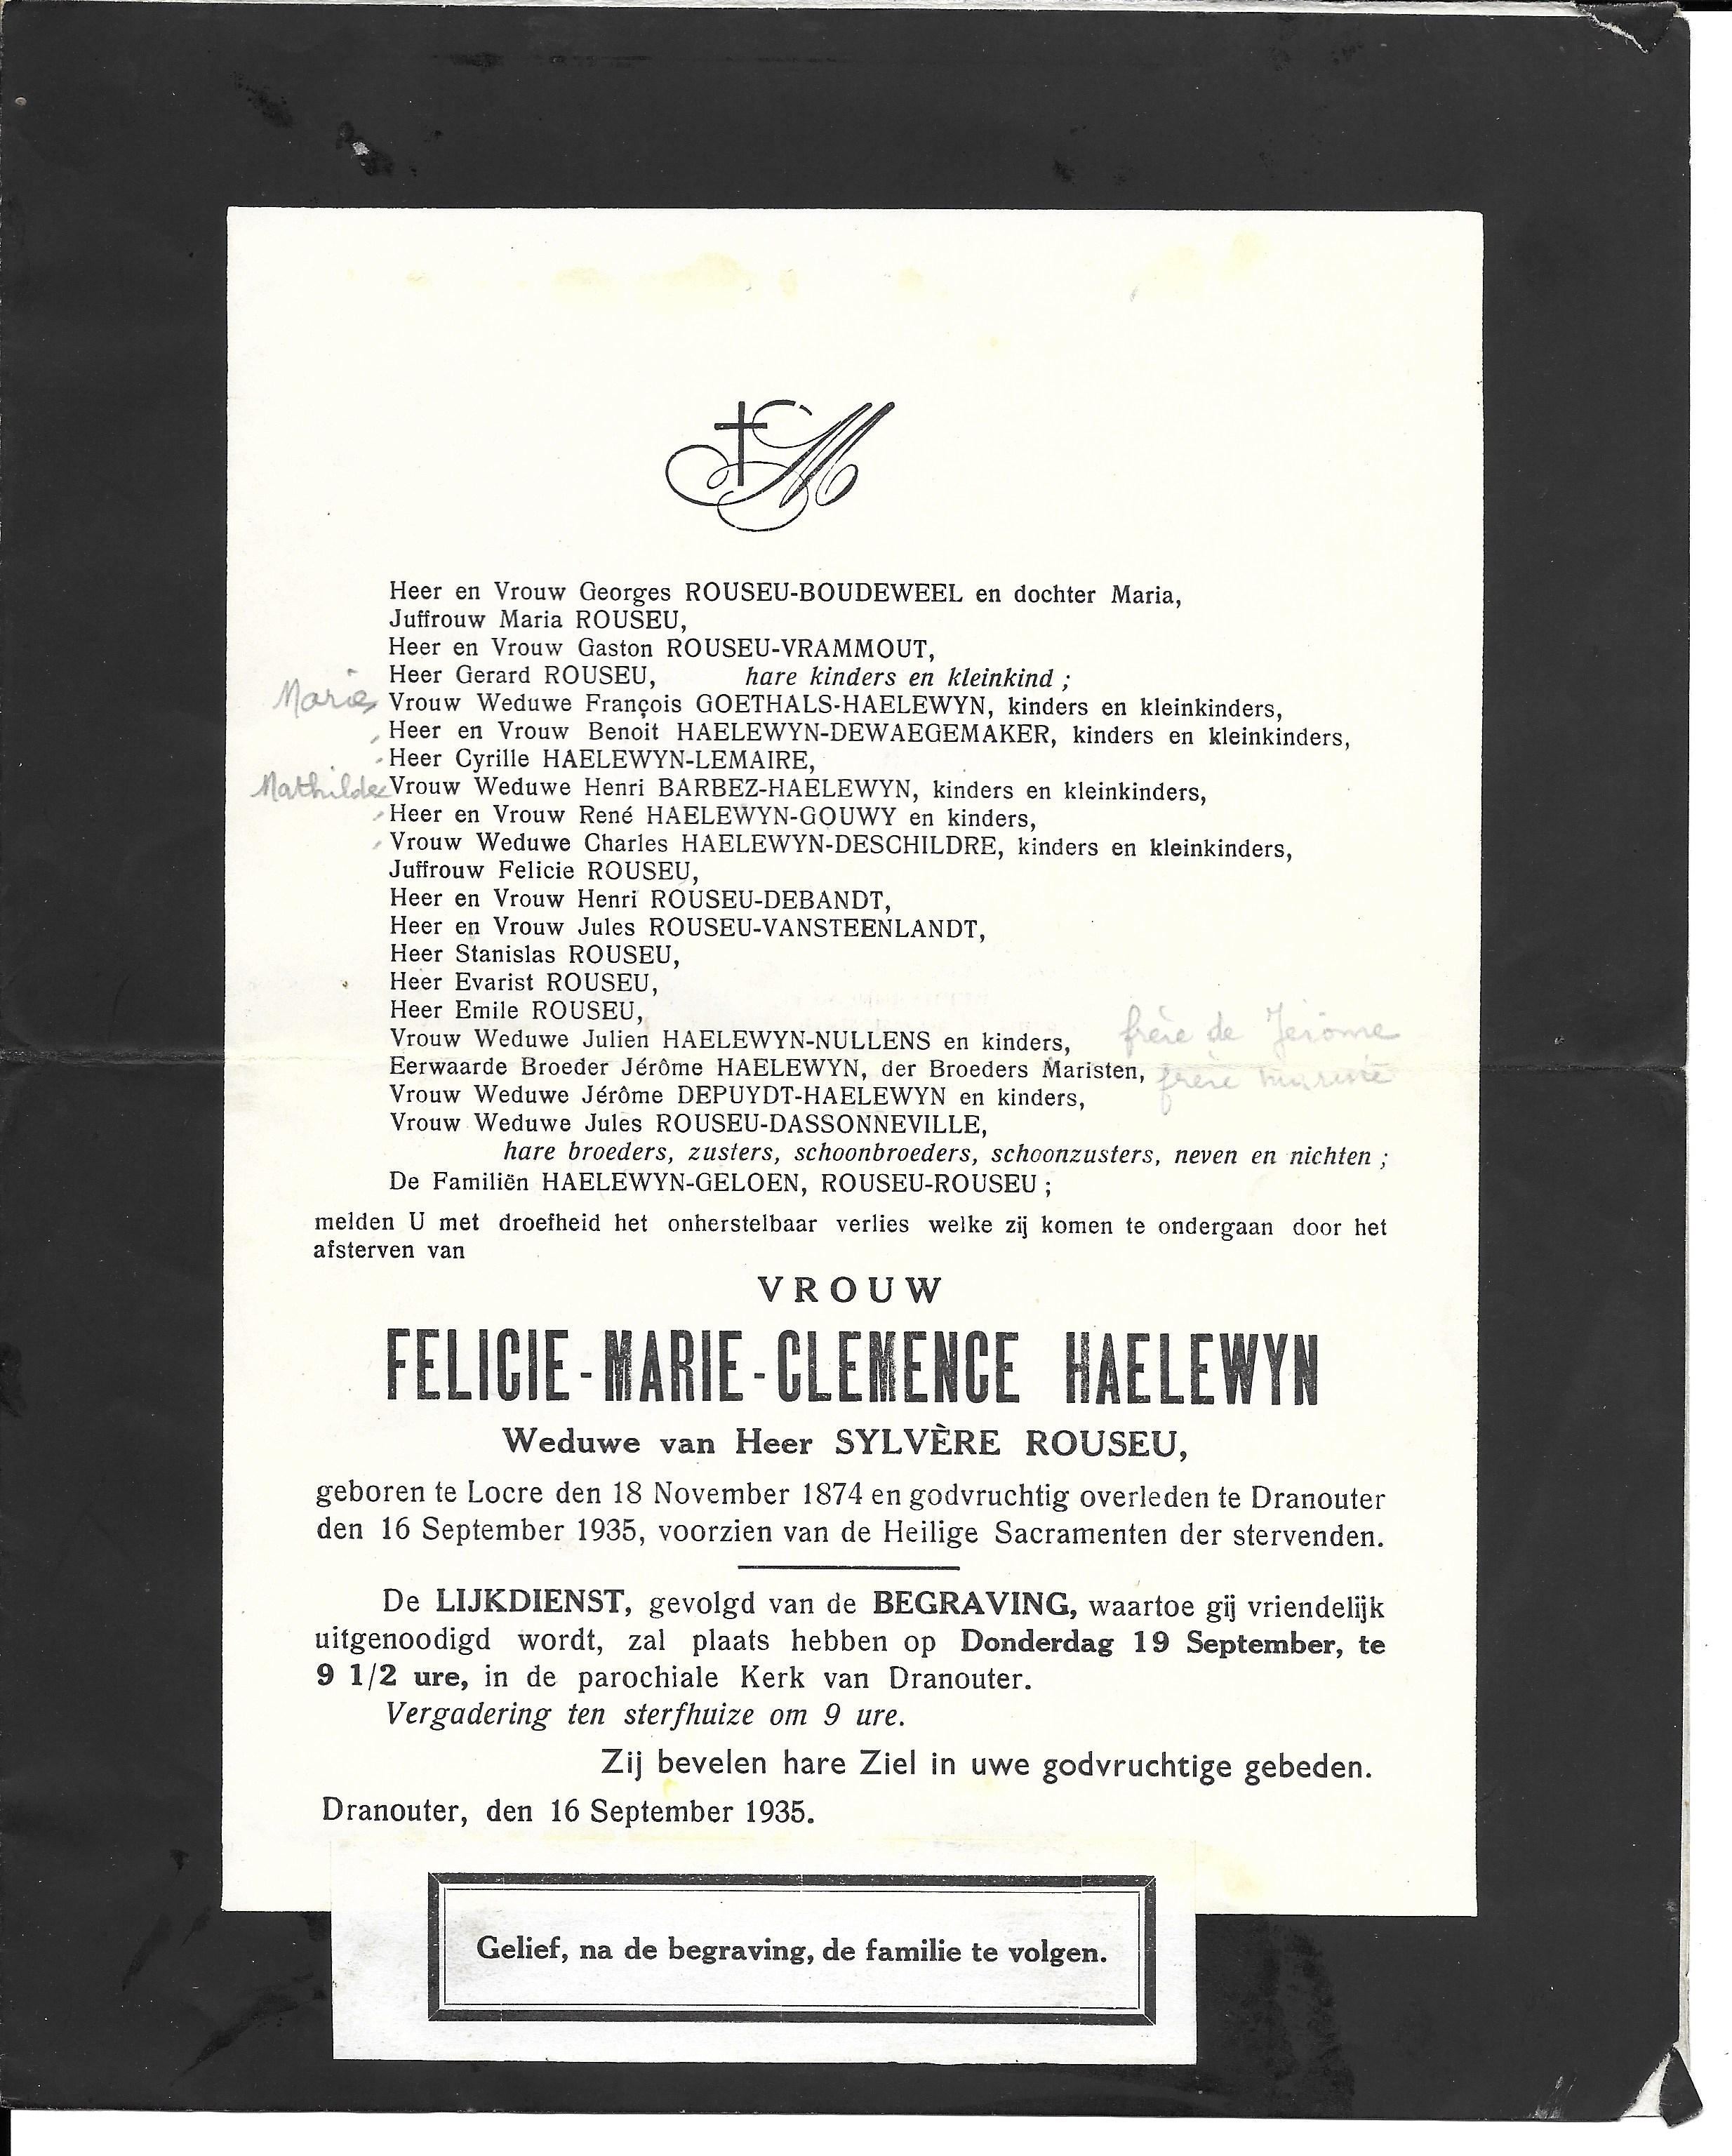 M
Heer en Vrouw Georges ROUSEU-BOUDEWEEL en dochter Maria,
Juffrouw Maria ROUSEU,
Heer en Vrouw Gaston ROUSEU-VRAMMOUT,
Heer Gerard ROUSEU, hare kinders en kleinkind ;
Marie Vrouw Weduwe François GOETHALS-HAELEWYN, kinders en kleinkinders,
Heer en Vrouw Benoit HAELEWYN-DEWAEGEMAKER, kinders en kleinkinders,
Heer Cyrille HAELEWYN-LEMAIRE,
Mathilde Vrouw Weduwe Henri BARBEZ-HAELEWYN, kinders en kleinkinders,
Heer en Vrouw René HAELEWYN-GOUWY en kinders,
Vrouw Weduwe Charles HAELEWYN-DESCHILDRE, kinders en kleinkinders,
Juffrouw Felicie ROUSEU,
Heer en Vrouw Henri ROUSEU-DEBANDT,
Heer en Vrouw Jules ROUSEU-VANSTEENLANDT,
Heer Stanislas ROUSEU,
Heer Evarist ROUSEU,
Heer Emile ROUSEU,
Vrouw Weduwe Julien HAELEWYN-NULLENS en kinders, frère de Jerôme
Eerwaarde Broeder Jérôme HAELEWYN, der Broeders Maristen, frère mariste
Vrouw Weduwe Jérôme DEPUYDT-HAELEWYN en kinders,
Vrouw Weduwe Jules ROUSEU-DASSONNEVILLE,
hare broeders, zusters, schoonbroeders, schoonzusters, neven en nichten ;
De Familiën HAELEWYN-GELOEN, ROUSEU-ROUSEU ;
melden U met droefheid het onherstelbaar verlies welke zij komen te ondergaan door het
afsterven van
VROUW
FELICIE-MARIE-CLEMENCE HAELEWYN
Weduwe van Heer SYLVÈRE ROUSEU,
geboren te Locre den 18 November 1874 en godvruchtig overleden te Dranouter
den 16 September 1935, voorzien van de Heilige Sacramenten der stervenden.
De LIJKDIENST, gevolgd van de BEGRAVING, waartoe gij vriendelijk
uitgenoodigd wordt, zal plaats hebben op Donderdag 19 September, te
9 1/2 ure, in de parochiale Kerk van Dranouter.
Vergadering ten sterfhuize om 9 ure.
Zij bevelen hare Ziel in uwe godvruchtige gebeden.
Dranouter, den 16 September 1935.
Gelief, na de begraving, de familie te volgen.